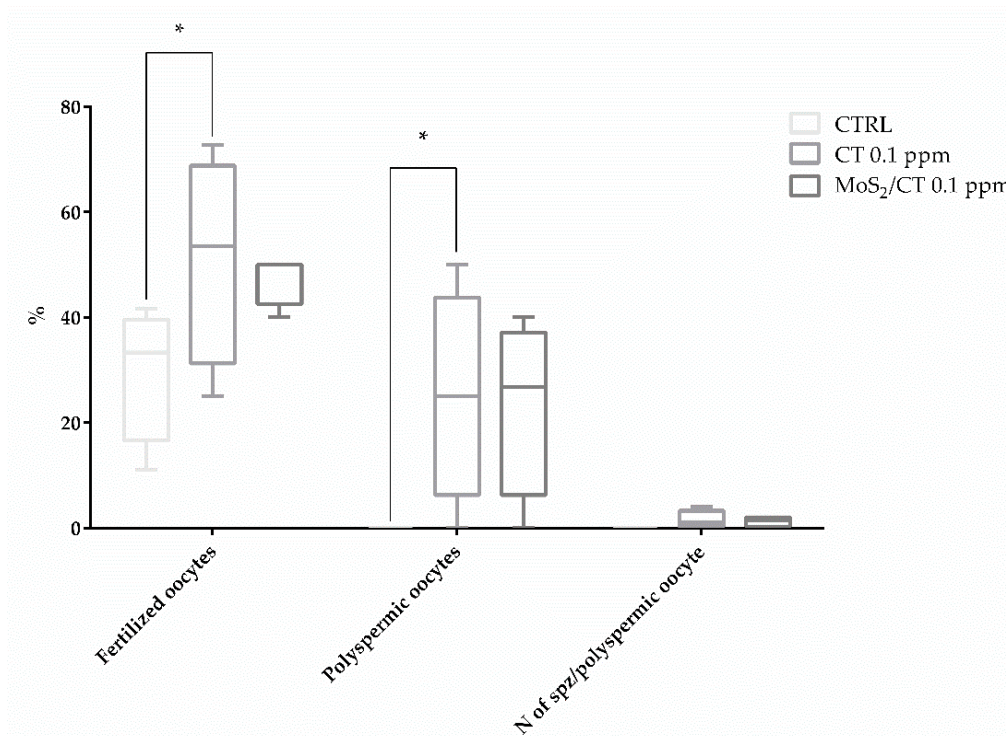 *
*
80
60
40
20
0
%
CTRL
CT 0.1 ppm
MoS₂/CT 0.1 ppm
Fertilized oocytes
Polyspermic oocytes
N of spz/polyspermic oocyte